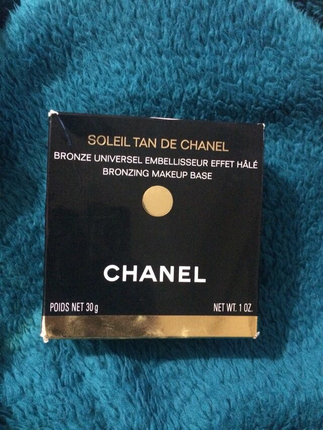 SOLEIL TAN DE CHANEL
BRONZE UNIVERSEL EMBELLISSEUR EFFET HÂLÉ
BRONZING MAKEUP BASE
CHANEL
POIDS NET 30 g NET WT. 1 OZ.